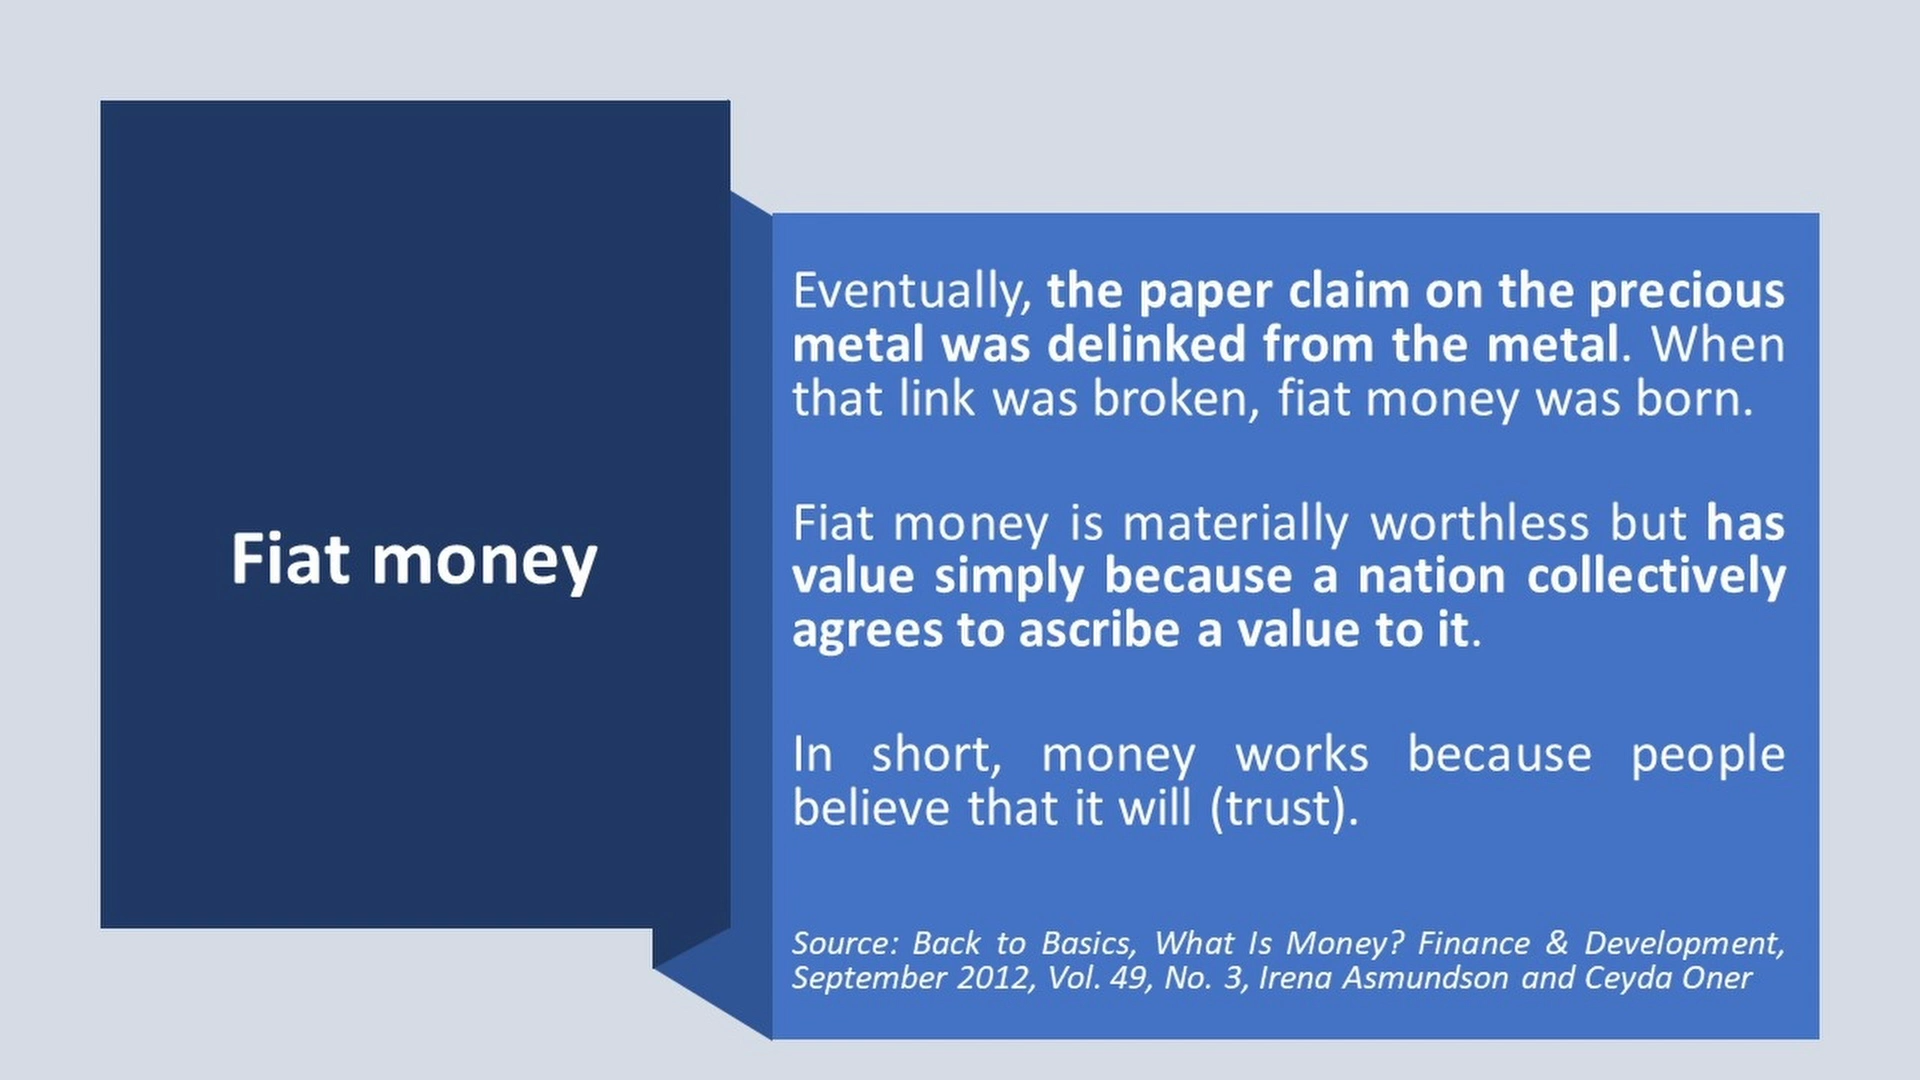 Fiat money
Eventually, the paper claim on the precious
metal was delinked from the metal. When
that link was broken, fiat money was born.
Fiat money is materially worthless but has
value simply because a nation collectively
agrees to ascribe a value to it.
In short, money works because people
believe that it will (trust).
Source: Back to Basics, What Is Money? Finance & Development,
September 2012, Vol. 49, No. 3, Irena Asmundson and Ceyda Oner